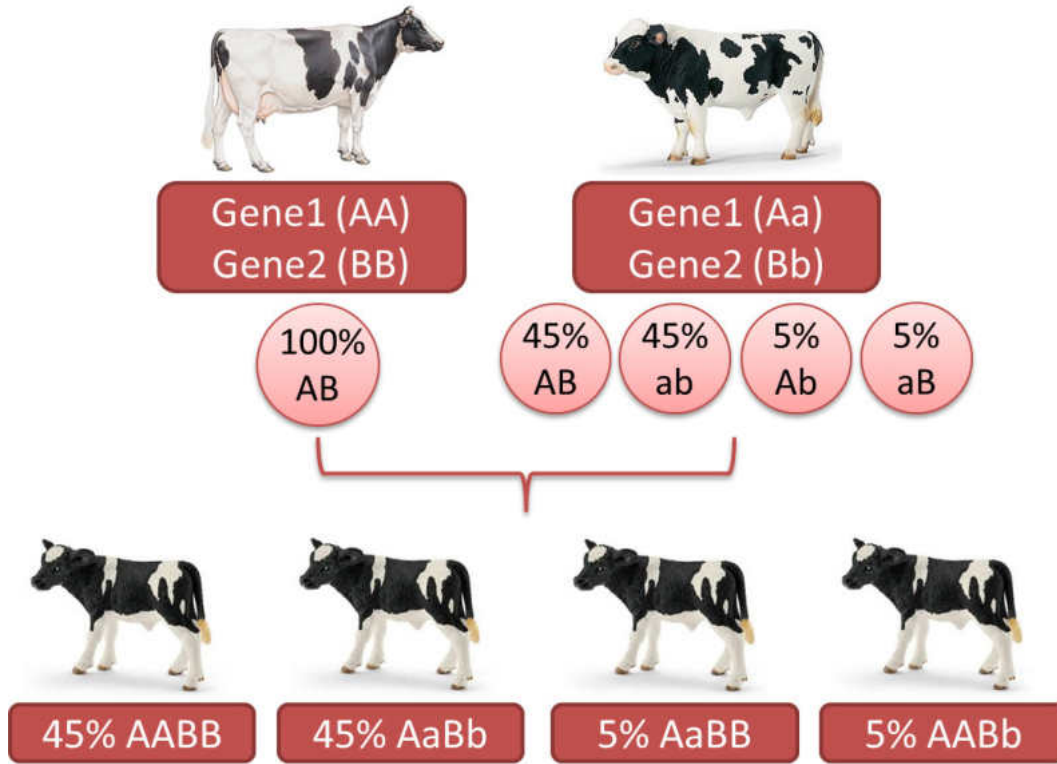 Gene1 (AA)
Gene2 (BB)
Gene1 (Aa)
Gene2 (Bb)
100%
AB
45%
AB
45%
ab
5%
Ab
5%
aB
45% AABB
45% AaBb
5% AaBB
5% AABb